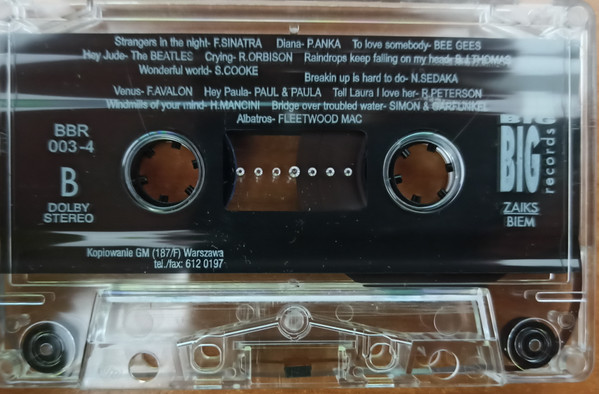 Strangers in the night- F.SINATRA Diana- P.ANKA To love somebody- BEE GEES
Hey Jude- The BEATLES Crying- R.ORBISON Raindrops keep falling on my head- B.J.THOMAS
Wonderful world- S.COOKE
Breakin up is hard to do- N.SEDAKA
Venus- F.AVALON Hey Paula- PAUL & PAULA Tell Laura I love her- R.PETERSON
Windmills of your mind- H.MANCINI Bridge over troubled water- SIMON & GARFUNKEL
Albatros- FLEETWOOD MAC
BBR
003-4
B
DOLBY
STEREO
BIG
BIG
records
ZAIKS
BIEM
Kopiowanie GM (187/F) Warszawa
tel./fax: 612 0197